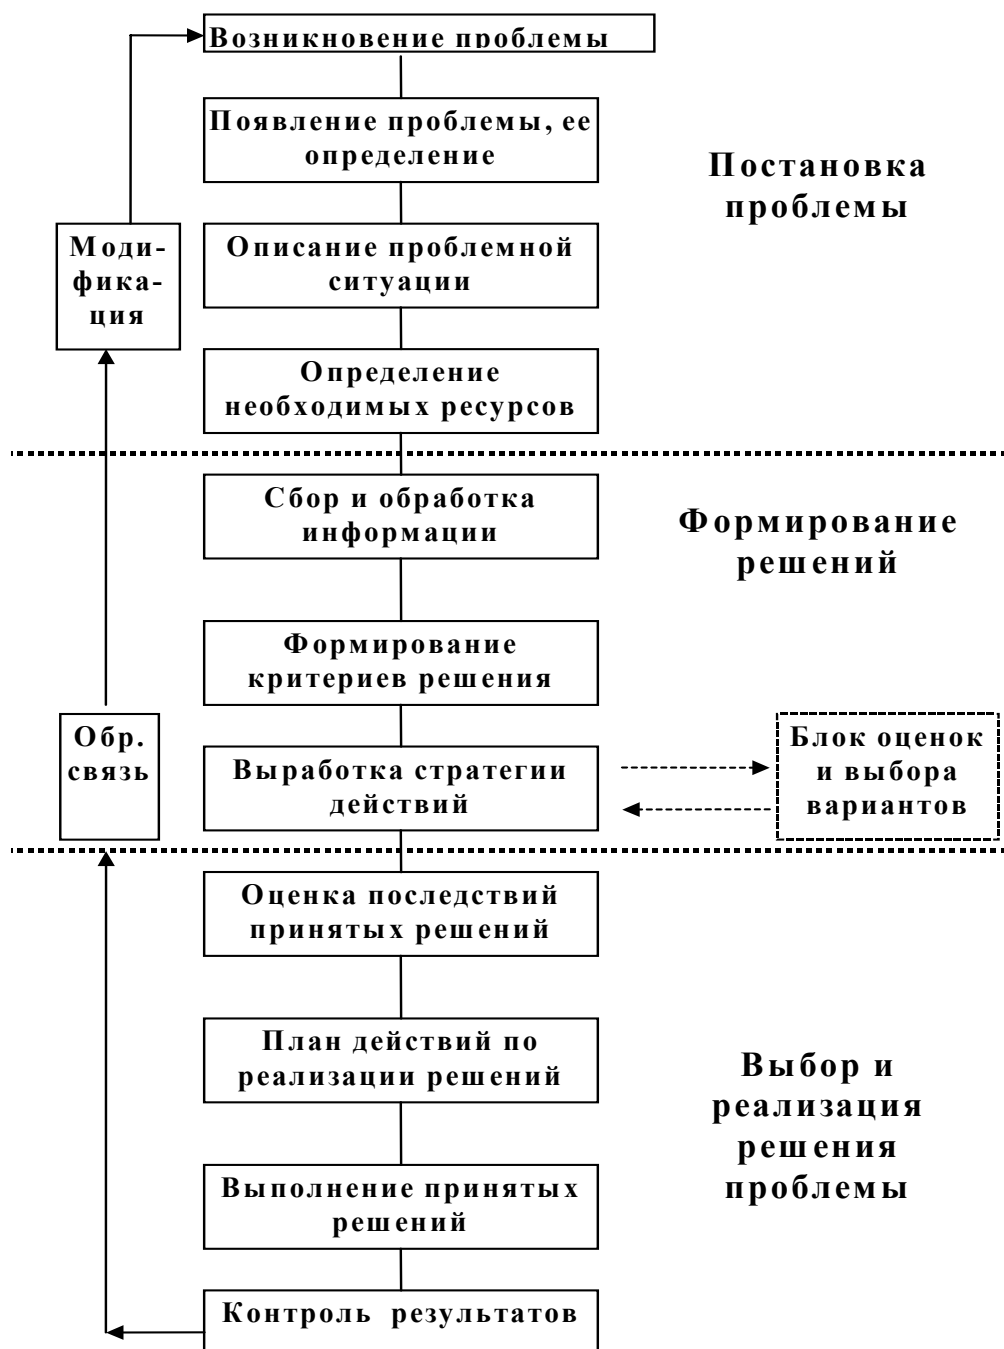 Возникновение проблемы
Появление проблемы, ее
определение
Постановка
проблемы
Моди-
фика-
ция
Описание проблемной
ситуации
Определение
необходимых ресурсов
Сбор и обработка
информации
Формирование
решений
Формирование
критериев решения
Обр.
связь
Выработка стратегии
действий
Блок оценок
и выбора
вариантов
Оценка последствий
принятых решений
План действий по
реализации решений
Выбор и
реализация
решения
проблемы
Выполнение принятых
решений
Контроль результатов